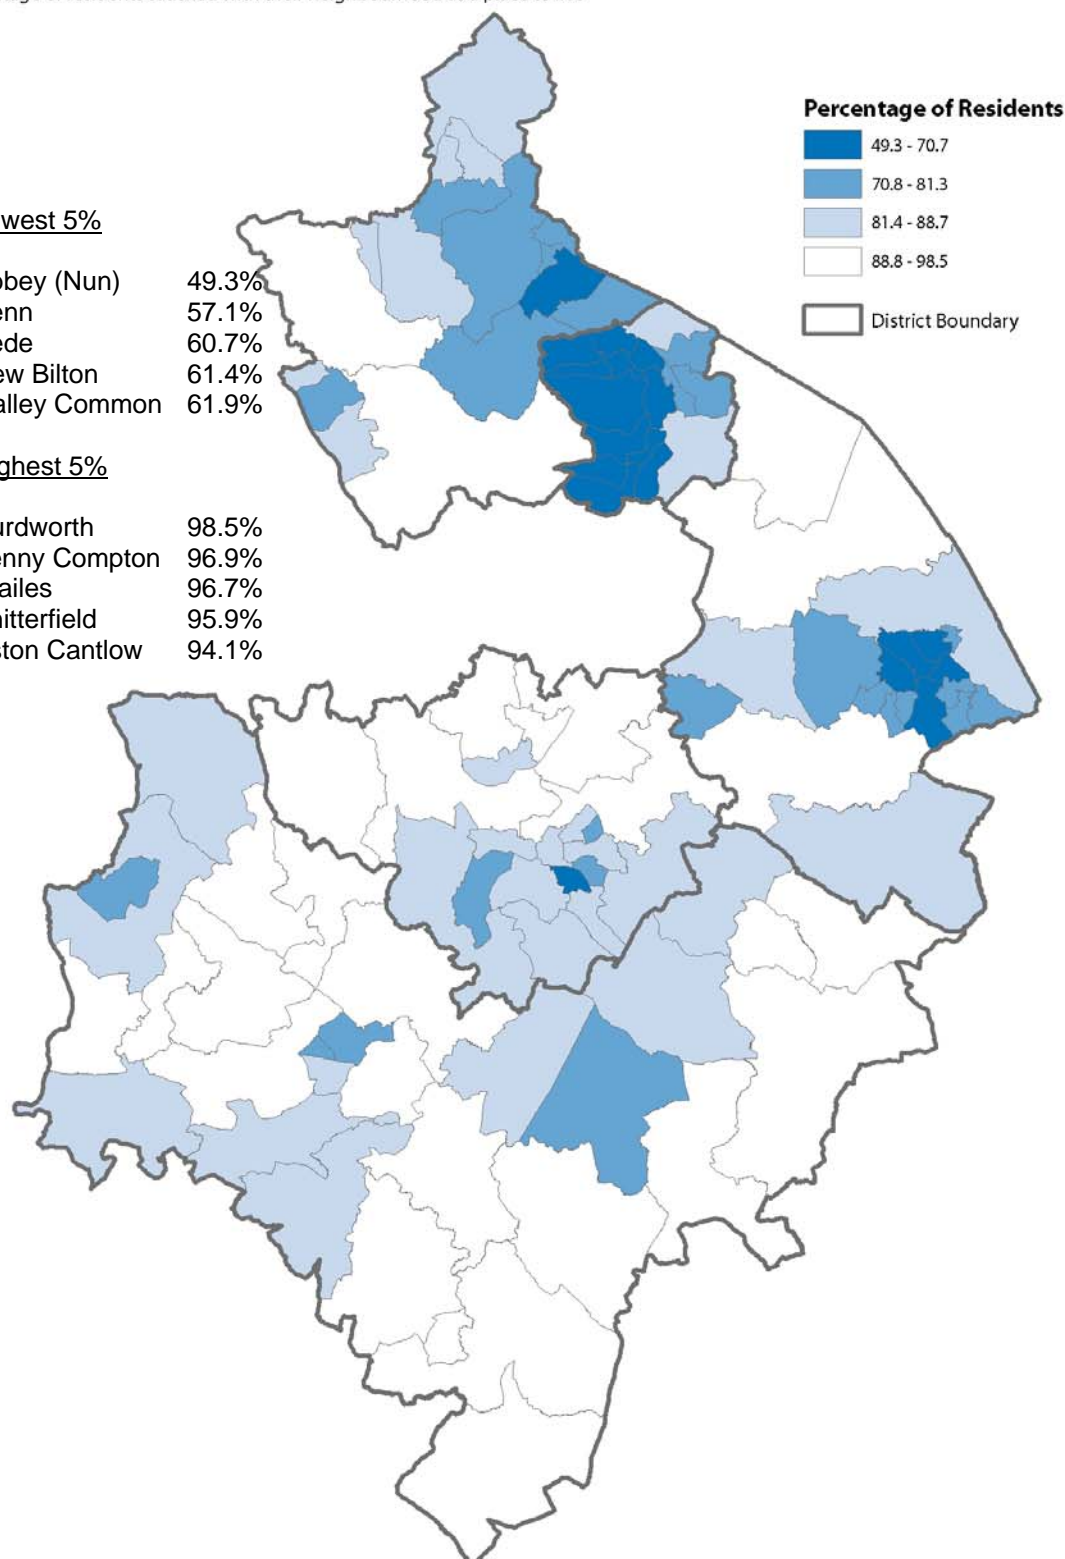 west 5%
bey (Nun) 49.3%
enn 57.1%
ede 60.7%
ew Bilton 61.4%
alley Common 61.9%
ghest 5%
urdworth 98.5%
enny Compton 96.9%
ailes 96.7%
nitterfield 95.9%
ston Cantlow 94.1%
Percentage of Residents
49.3 - 70.7
70.8 - 81.3
81.4 - 88.7
88.8 - 98.5
District Boundary